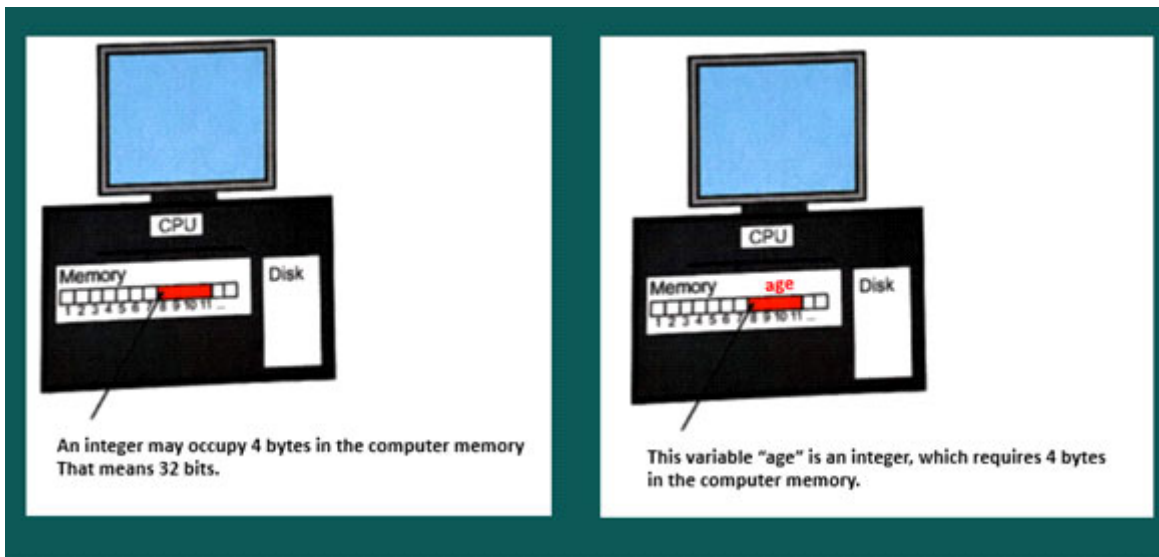 CPU
Memory
Disk
1 2 3 4 5 6 7 8 9 10 11 ...
An integer may occupy 4 bytes in the computer memory
That means 32 bits.
CPU
Memory age
Disk
1 2 3 4 5 6 7 8 9 10 11 ...
This variable “age” is an integer, which requires 4 bytes
in the computer memory.